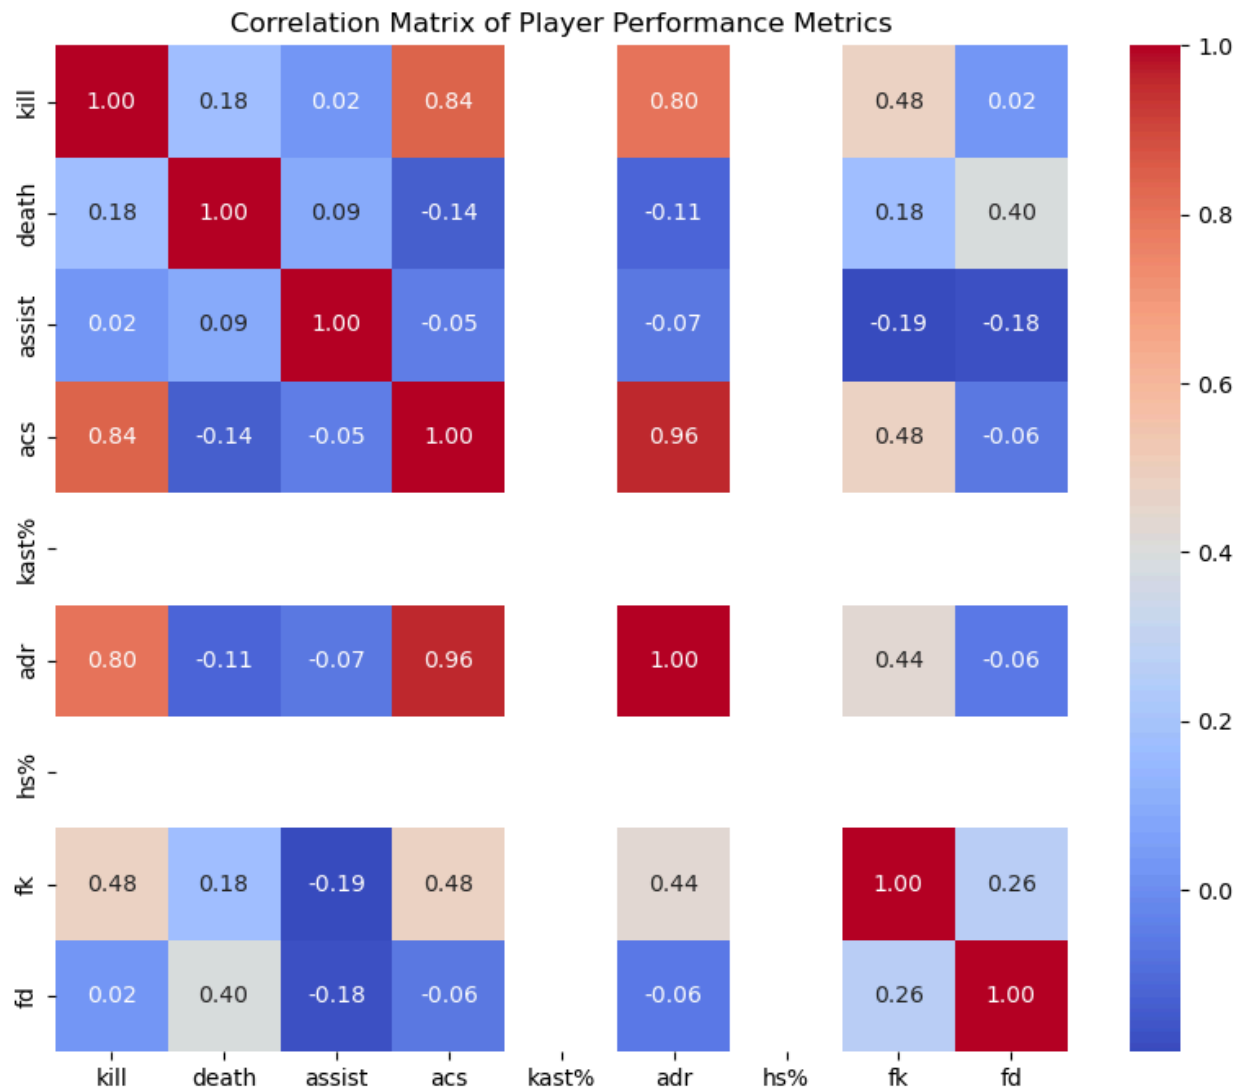 Correlation Matrix of Player Performance Metrics
kill 1.00 0.18 0.02 0.84 0.80 0.48 0.02
death 0.18 1.00 0.09 -0.14 -0.11 0.18 0.40
assist 0.02 0.09 1.00 -0.05 -0.07 -0.19 -0.18
acs 0.84 -0.14 -0.05 1.00 0.96 0.48 -0.06
kast%
adr 0.80 -0.11 -0.07 0.96 1.00 0.44 -0.06
hs%
fk 0.48 0.18 -0.19 0.48 0.44 1.00 0.26
fd 0.02 0.40 -0.18 -0.06 -0.06 0.26 1.00
kill death assist acs kast% adr hs% fk fd
1.0
0.8
0.6
0.4
0.2
0.0